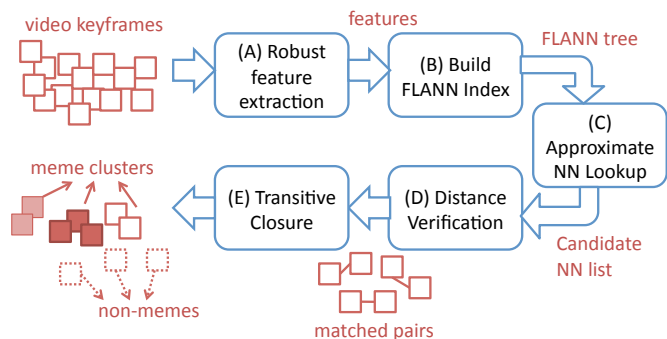 video keyframes
features
FLANN tree
(A) Robust
feature
extraction
(B) Build
FLANN Index
(C)
Approximate
NN Lookup
meme clusters
(E) Transitive
Closure
(D) Distance
Verification
Candidate
NN list
non-memes
matched pairs